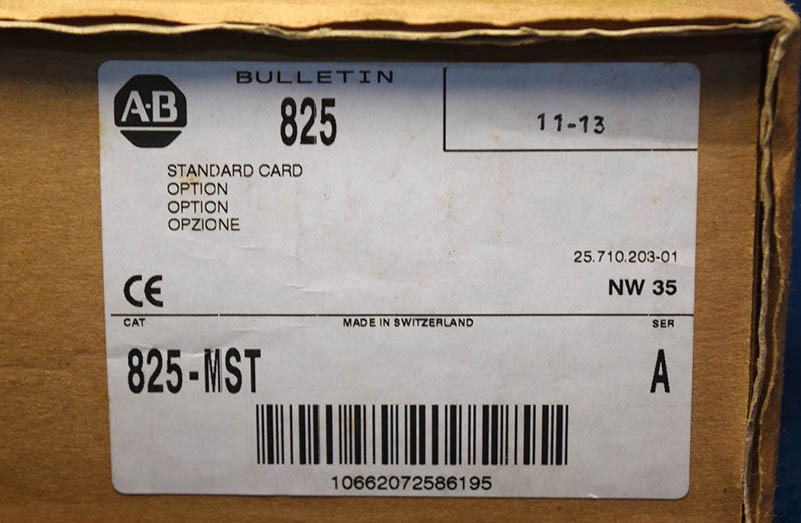 A-B
BULLETIN
825
11-13
STANDARD CARD
OPTION
OPTION
OPZIONE
25.710.203-01
CE
NW 35
CAT
MADE IN SWITZERLAND
SER
825-MST
A
10662072586195